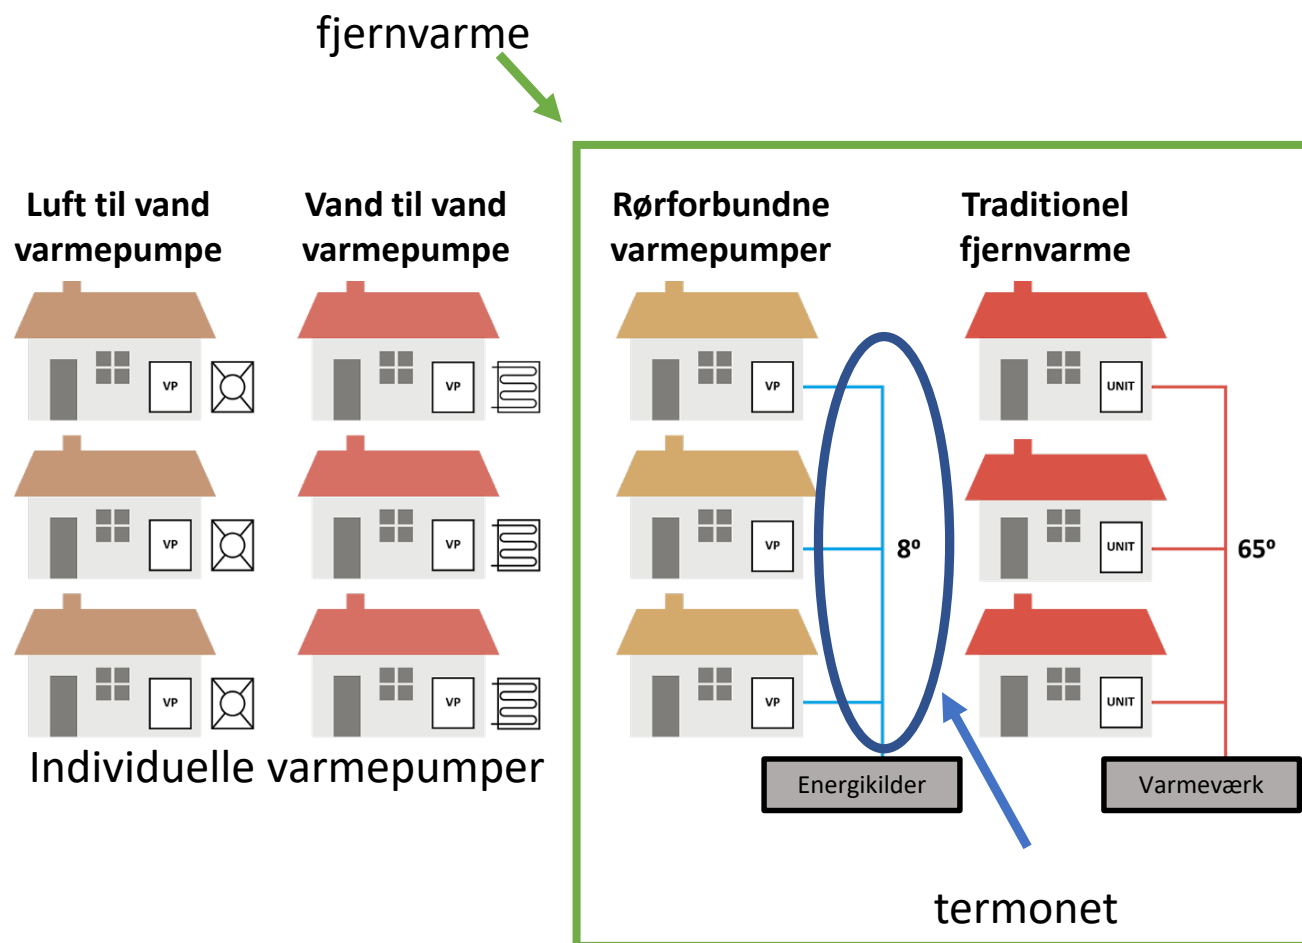 fjernvarme
Luft til vand
varmepumpe
Vand til vand
varmepumpe
Rørforbundne
varmepumper
Traditionel
fjernvarme
VP
VP
VP
UNIT
VP
VP
VP
8º
UNIT
65º
VP
VP
VP
UNIT
Individuelle varmepumper
Energikilder
Varmeværk
termonet